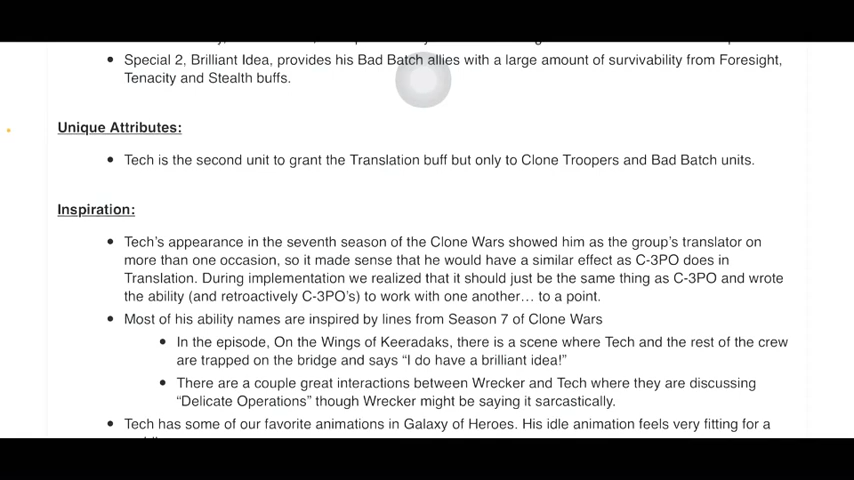 Special 2, Brilliant Idea, provides his Bad Batch allies with a large amount of survivability from Foresight,
Tenacity and Stealth buffs.
Unique Attributes:
Tech is the second unit to grant the Translation buff but only to Clone Troopers and Bad Batch units.
Inspiration:
Tech's appearance in the seventh season of the Clone Wars showed him as the group's translator on
more than one occasion, so it made sense that he would have a similar effect as C-3PO does in
Translation. During implementation we realized that it should just be the same thing as C-3PO and wrote
the ability (and retroactively C-3PO's) to work with one another… to a point.
Most of his ability names are inspired by lines from Season 7 of Clone Wars
In the episode, On the Wings of Keeradaks, there is a scene where Tech and the rest of the crew
are trapped on the bridge and says “I do have a brilliant idea!”
There are a couple great interactions between Wrecker and Tech where they are discussing
“Delicate Operations” though Wrecker might be saying it sarcastically.
Tech has some of our favorite animations in Galaxy of Heroes. His idle animation feels very fitting for a